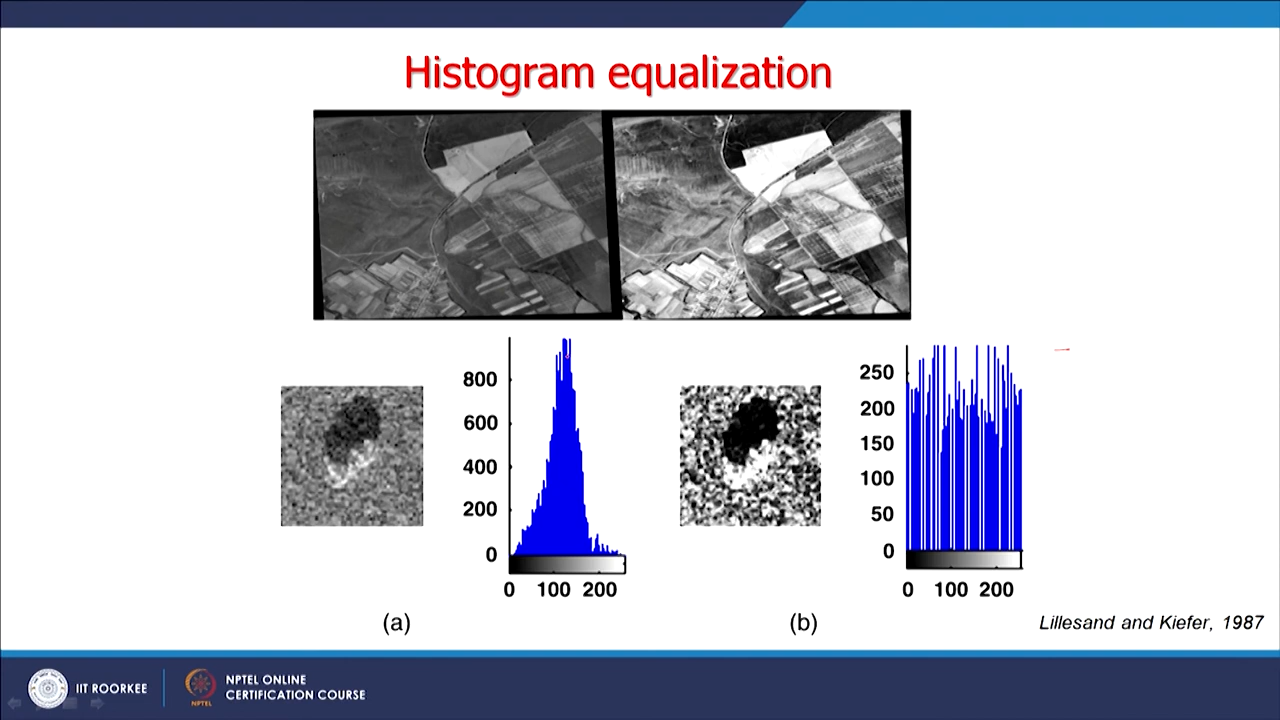 Histogram equalization
800
600
400
200
0
0 100 200
250
200
150
100
50
0
0 100 200
(a)
(b)
Lillesand and Kiefer, 1987
IIT ROORKEE
NPTEL
NPTEL ONLINE
CERTIFICATION COURSE